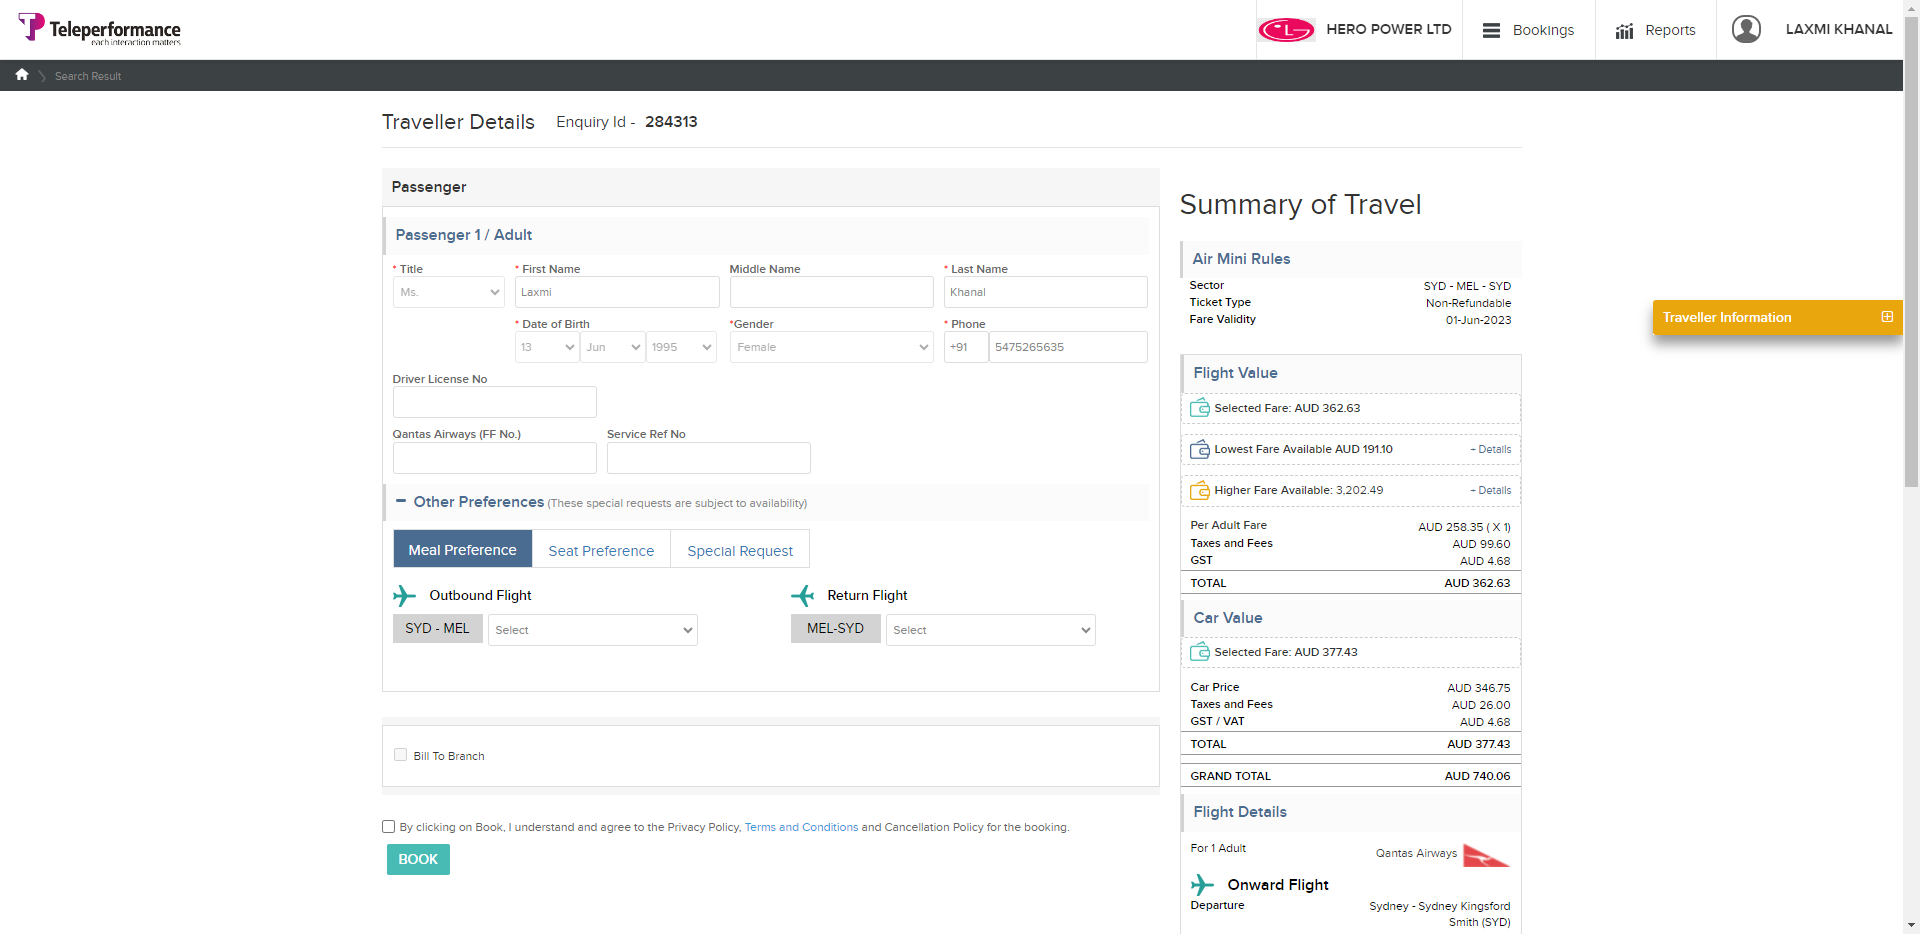 Teleperformance
each interaction matters
HERO POWER LTD
Bookings
Reports
LAXMI KHANAL
Search Result
Traveller Details
Enquiry Id - 284313
Passenger
Passenger 1 / Adult
* Title
* First Name
Middle Name
* Last Name
Ms.
Laxmi
Khanal
* Date of Birth
*Gender
* Phone
13
Jun
1995
Female
+91
5475265635
Driver License No
Qantas Airways (FF No.)
Service Ref No
Other Preferences (These special requests are subject to availability)
Meal Preference
Seat Preference
Special Request
Outbound Flight
Return Flight
SYD - MEL
Select
MEL-SYD
Select
Bill To Branch
By clicking on Book, I understand and agree to the Privacy Policy, Terms and Conditions and Cancellation Policy for the booking.
BOOK
Summary of Travel
Air Mini Rules
Sector SYD - MEL - SYD
Ticket Type Non-Refundable
Fare Validity 01-Jun-2023
Flight Value
Selected Fare: AUD 362.63
Lowest Fare Available AUD 191.10 + Details
Higher Fare Available: 3,202.49 + Details
Per Adult Fare AUD 258.35 ( X 1)
Taxes and Fees AUD 99.60
GST AUD 4.68
TOTAL AUD 362.63
Car Value
Selected Fare: AUD 377.43
Car Price AUD 346.75
Taxes and Fees AUD 26.00
GST / VAT AUD 4.68
TOTAL AUD 377.43
GRAND TOTAL AUD 740.06
Flight Details
For 1 Adult
Qantas Airways
Onward Flight
Departure Sydney - Sydney Kingsford
Smith (SYD)
Traveller Information